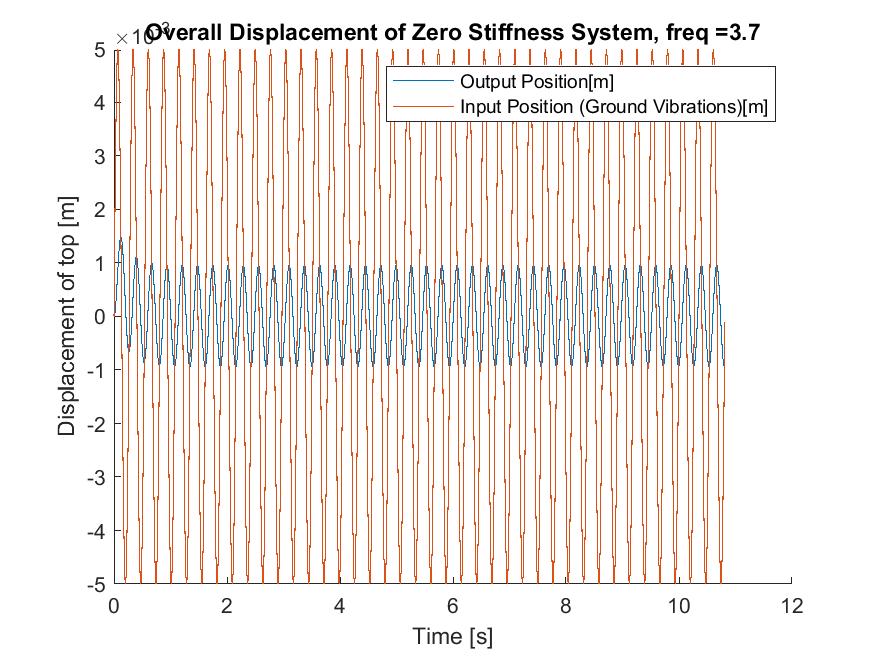 ×10⁻³
Overall Displacement of Zero Stiffness System, freq =3.7
Output Position[m]
Input Position (Ground Vibrations)[m]
Displacement of top [m]
5
4
3
2
1
0
-1
-2
-3
-4
-5
0 2 4 6 8 10 12
Time [s]